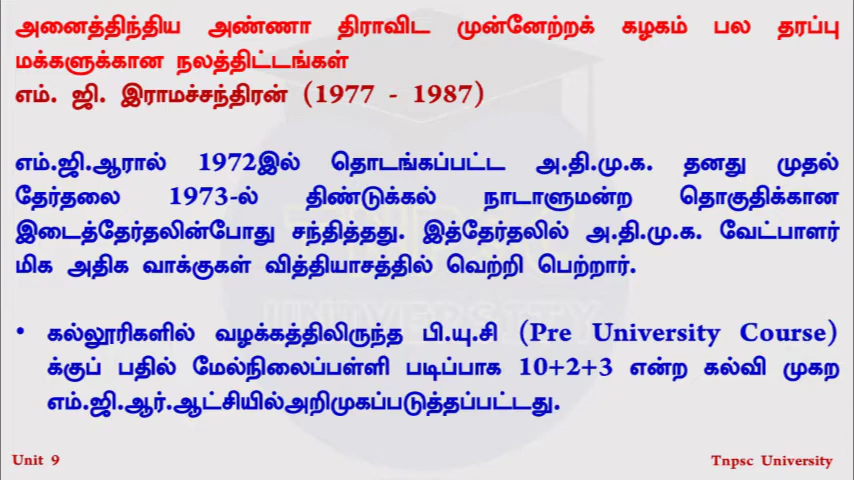 அனைத்திந்திய அண்ணா திராவிட முன்னேற்றக் கழகம் பல தரப்பு
மக்களுக்கான நலத்திட்டங்கள்
எம். ஜி. இராமச்சந்திரன் (1977 - 1987)
எம்.ஜி.ஆரால் 1972இல் தொடங்கப்பட்ட அ.தி.மு.க. தனது முதல்
தேர்தலை 1973-ல் திண்டுக்கல் நாடாளுமன்ற தொகுதிக்கான
இடைத்தேர்தலின்போது சந்தித்தது. இத்தேர்தலில் அ.தி.மு.க. வேட்பாளர்
மிக அதிக வாக்குகள் வித்தியாசத்தில் வெற்றி பெற்றார்.
• கல்லூரிகளில் வழக்கத்திலிருந்த பி.யு.சி (Pre University Course)
க்குப் பதில் மேல்நிலைப்பள்ளி படிப்பாக 10+2+3 என்ற கல்வி முகற
எம்.ஜி.ஆர்.ஆட்சியில்அறிமுகப்படுத்தப்பட்டது.
UNIVERSITY
Unit 9
Tnpsc University